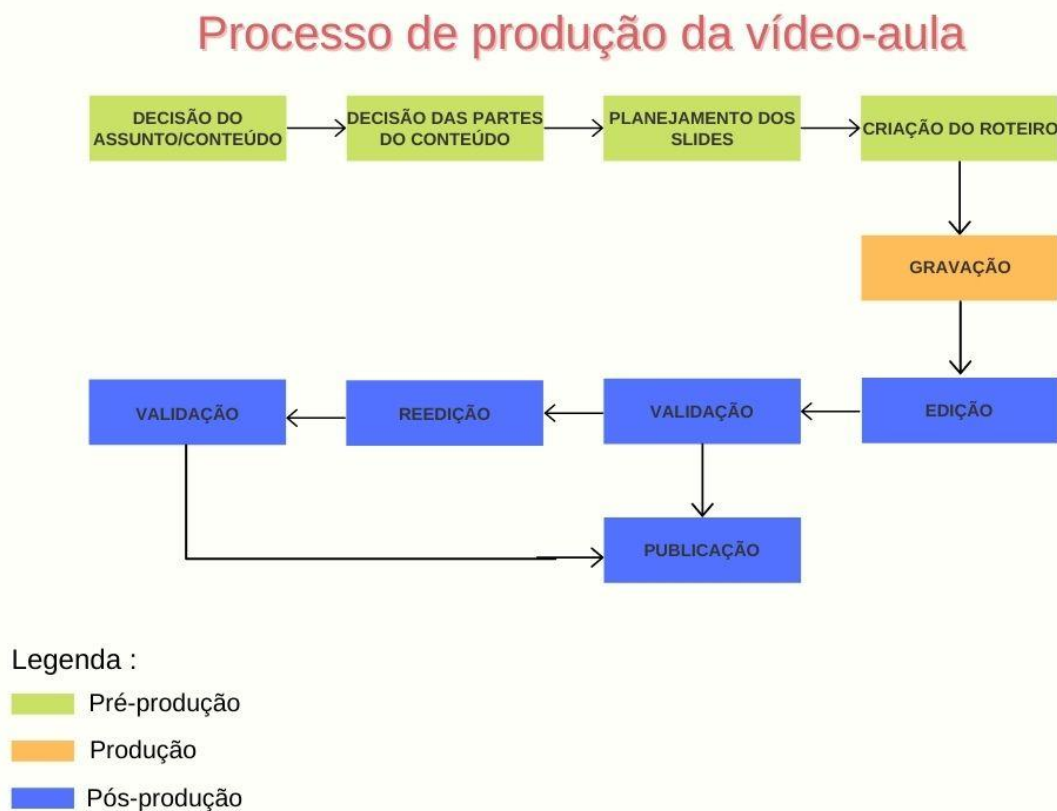 Processo de produção da vídeo-aula
DECISÃO DO
ASSUNTO/CONTEÚDO
DECISÃO DAS PARTES
DO CONTEÚDO
PLANEJAMENTO DOS
SLIDES
CRIAÇÃO DO ROTEIRO
GRAVAÇÃO
EDIÇÃO
VALIDAÇÃO
REEDIÇÃO
VALIDAÇÃO
PUBLICAÇÃO
Legenda :
Pré-produção
Produção
Pós-produção